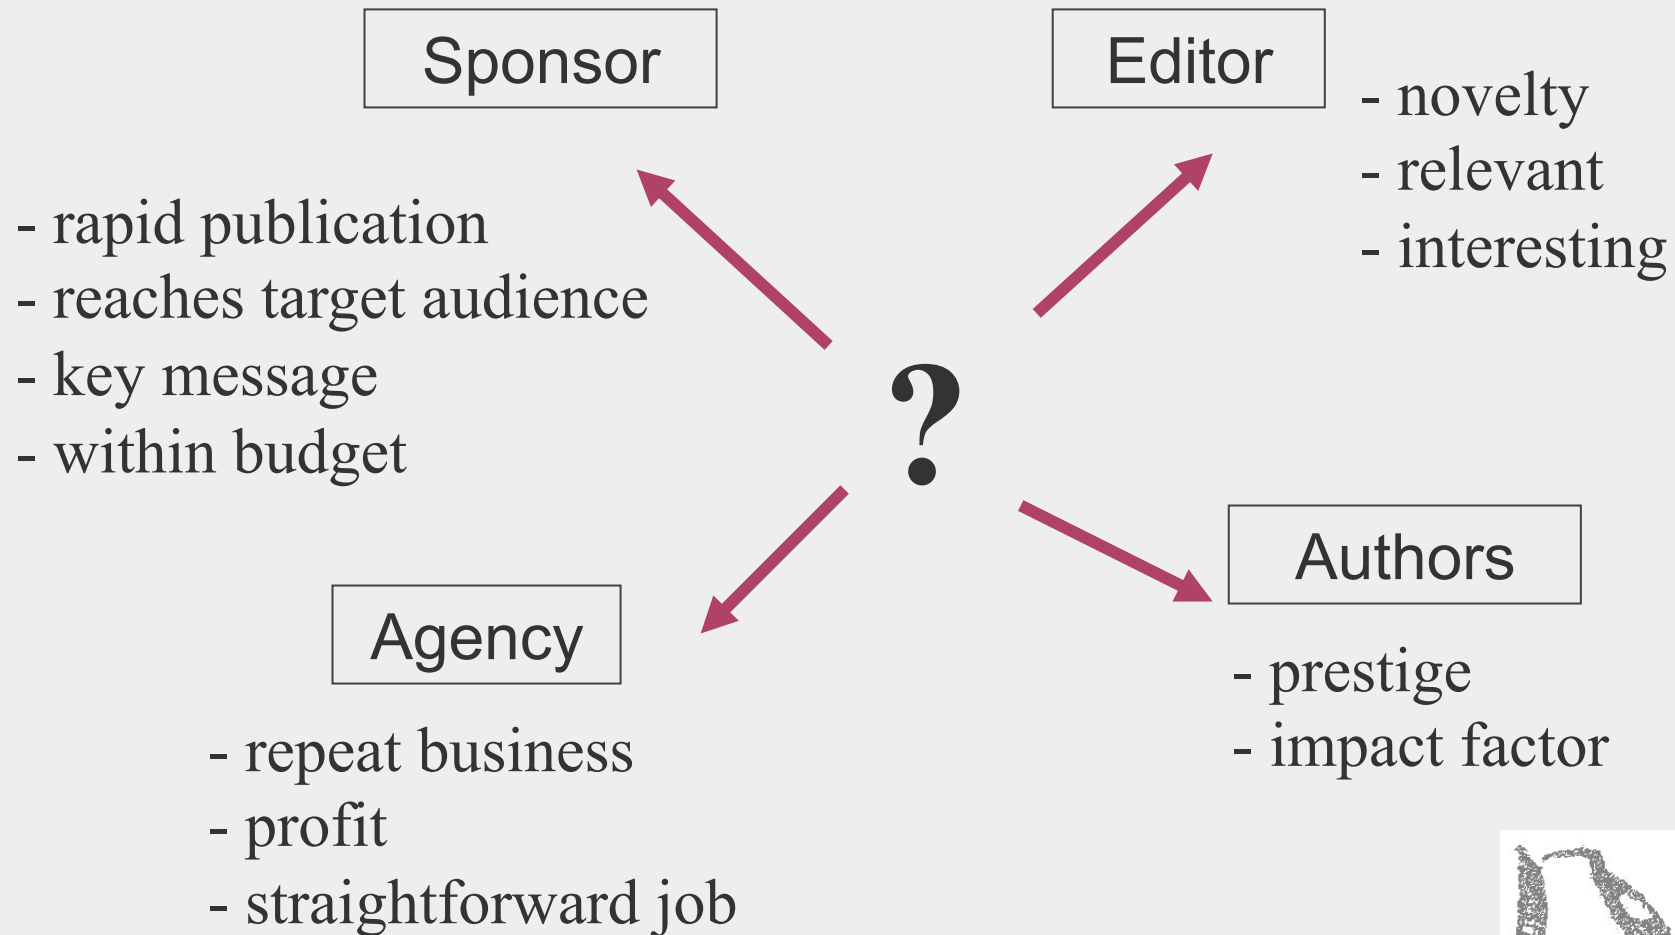 Sponsor
- rapid publication
- reaches target audience
- key message
- within budget
Editor
- novelty
- relevant
- interesting
?
Agency
- repeat business
- profit
- straightforward job
Authors
- prestige
- impact factor